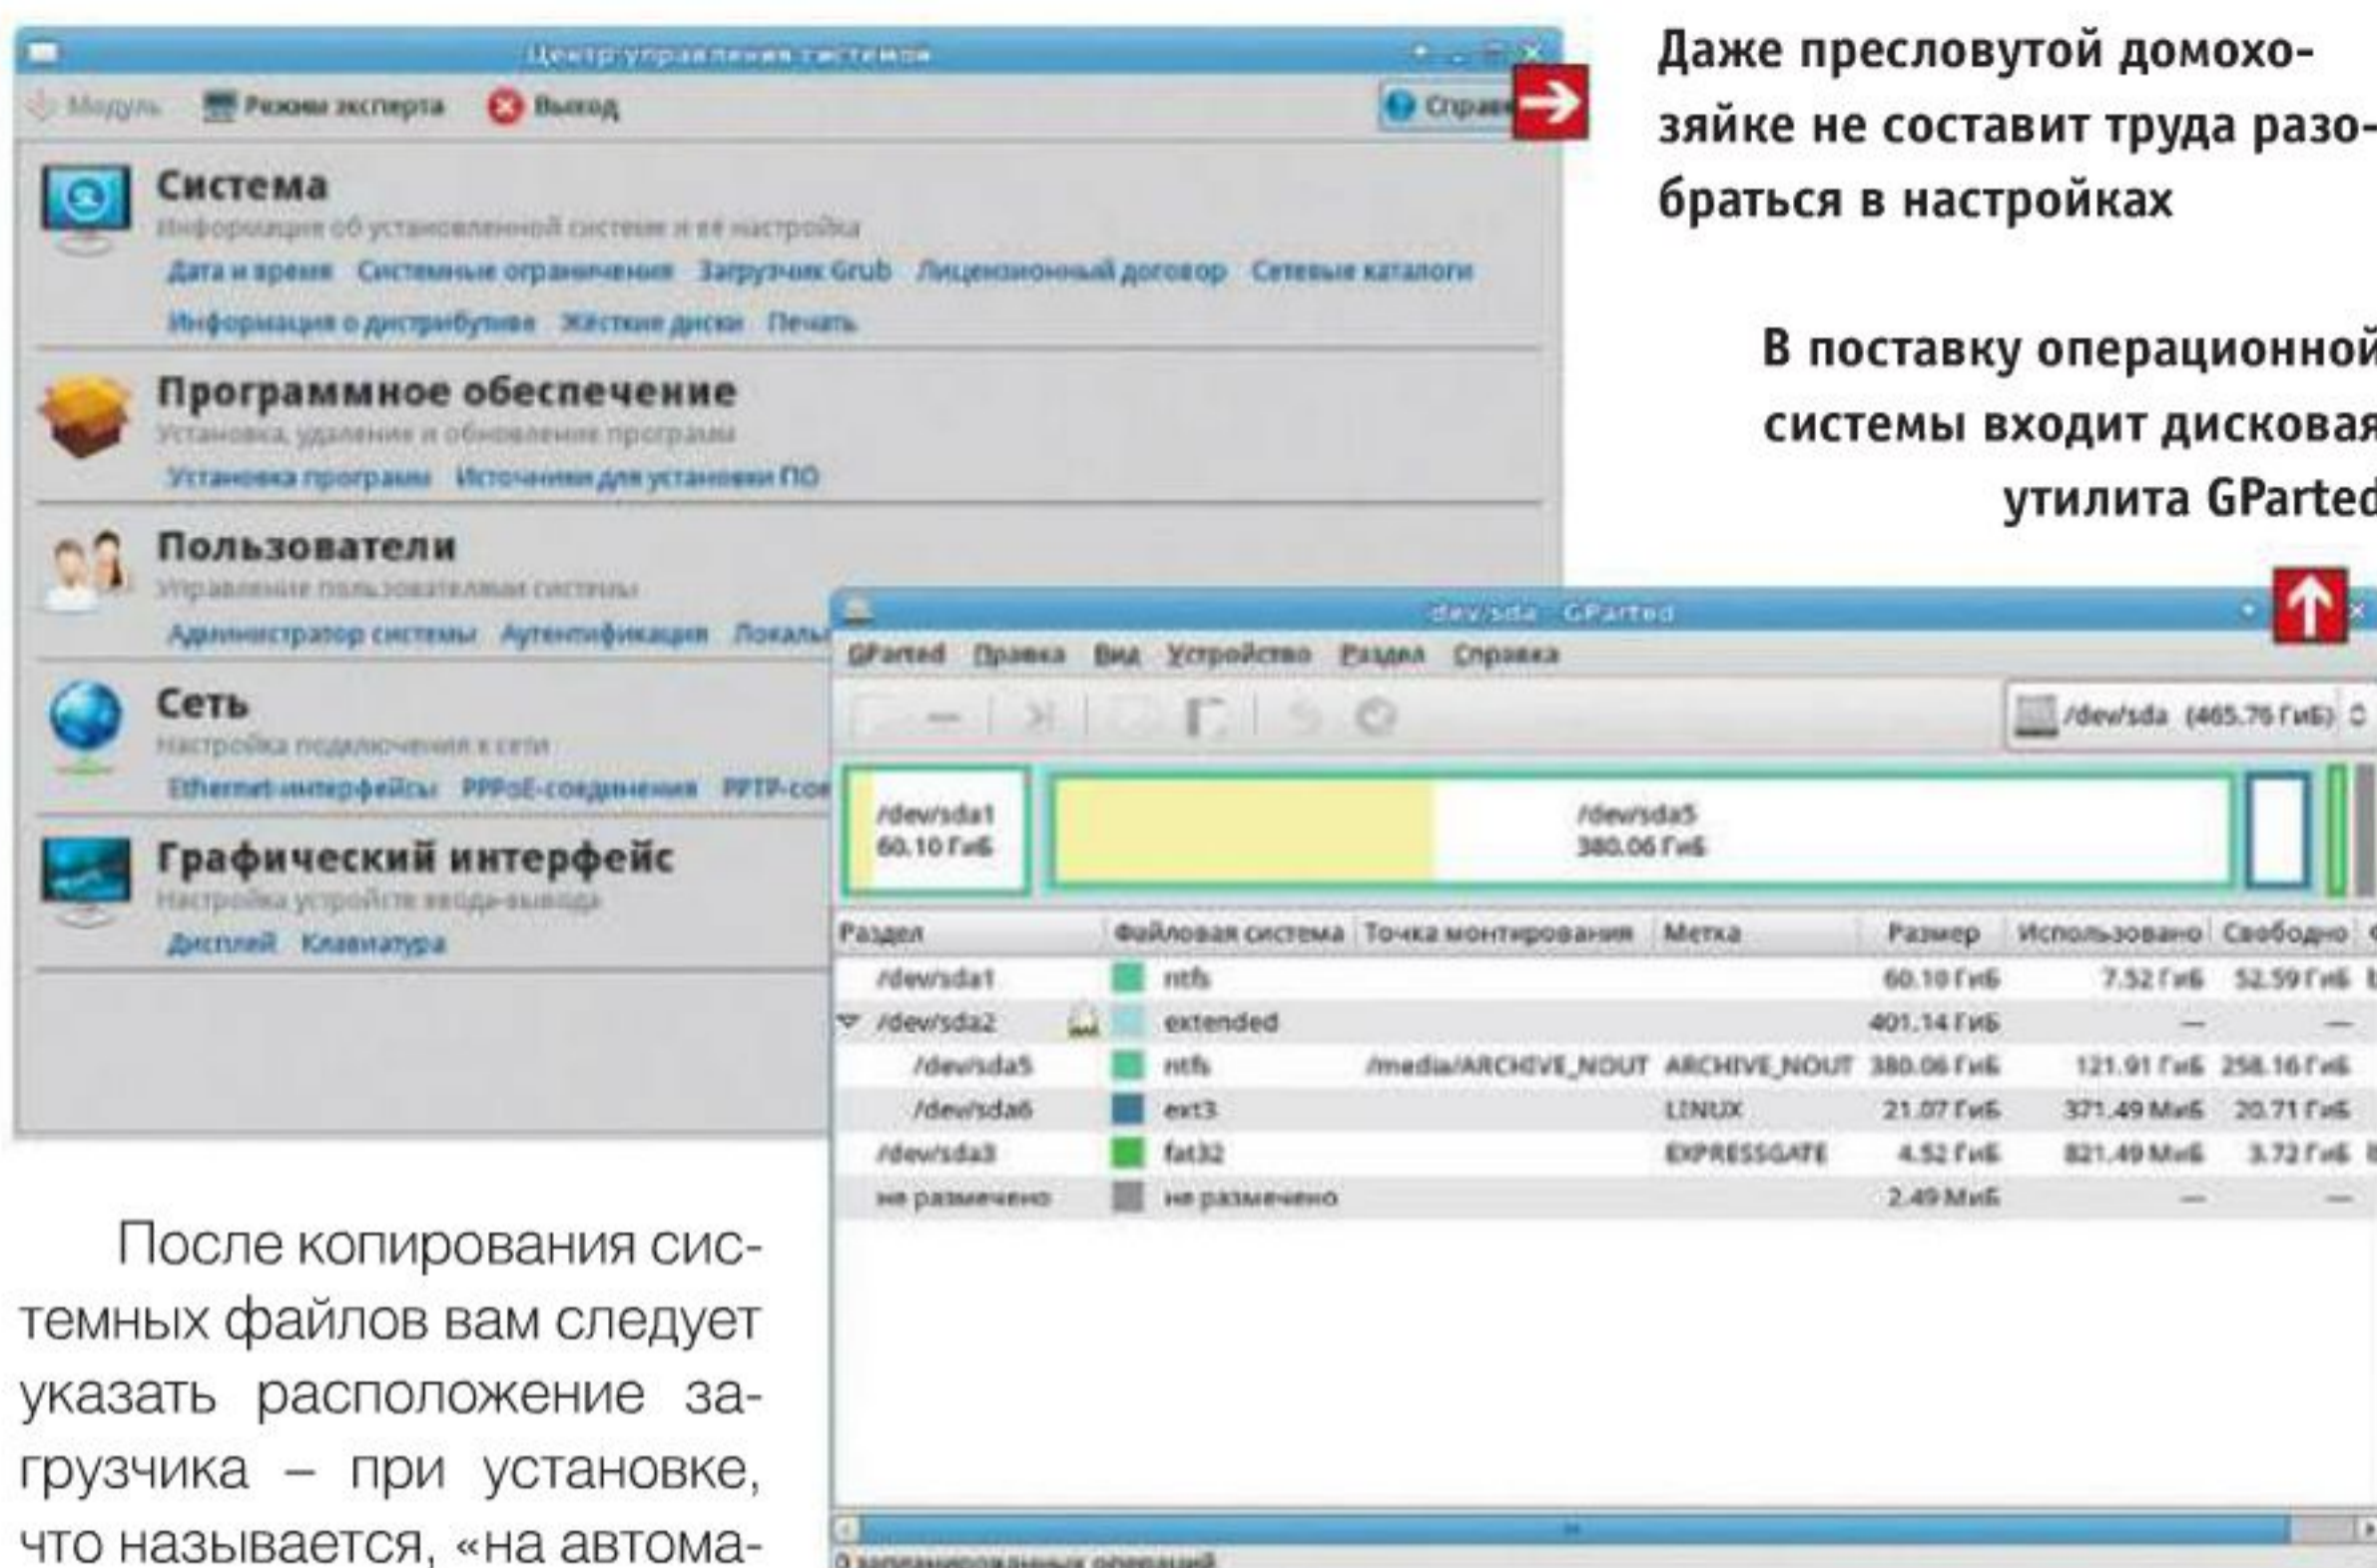 Центр управления системой
Модуль Режим эксперта Выход Справка
Система
Информация об установленной системе и её настройка
Дата и время Системные ограничения Загрузчик Grub Лицензионный договор Сетевые каталоги
Информация о дистрибутиве Жёсткие диски Печать
Программное обеспечение
Установка, удаление и обновление программ
Установка программ Источники для установки ПО
Пользователи
Управление пользователями системы
Администратор системы Аутентификация Локаль
Сеть
Настройка подключения к сети
Ethernet-интерфейсы PPPoE-соединения PPTP-сое
Графический интерфейс
Настройка устройств ввода-вывода
Дисплей Клавиатура
Даже пресловутой домохо-
зяйке не составит труда разо-
браться в настройках
В поставку операционной
системы входит дисковая
утилита GParted
/dev/sda GParted
GParted Правка Вид Устройство Раздел Справка
/dev/sda (465.76 ГиБ)
/dev/sda1
60.10 ГиБ
/dev/sda5
380.06 ГиБ
Раздел Файловая система Точка монтирования Метка Размер Использовано Свободно
/dev/sda1 ntfs 60.10 ГиБ 7.52 ГиБ 52.59 ГиБ
/dev/sda2 extended 401.14 ГиБ — —
/dev/sda5 ntfs /media/ARCHIVE_NOUT ARCHIVE_NOUT 380.06 ГиБ 121.91 ГиБ 258.16 ГиБ
/dev/sda6 ext3 LINUX 21.07 ГиБ 371.49 МиБ 20.71 ГиБ
/dev/sda3 fat32 EXPRESSGATE 4.52 ГиБ 821.49 МиБ 3.72 ГиБ
не размечено не размечено 2.49 МиБ — —
0 запланированных операций
После копирования сис-
темных файлов вам следует
указать расположение за-
грузчика – при установке,
что называется, «на автома-